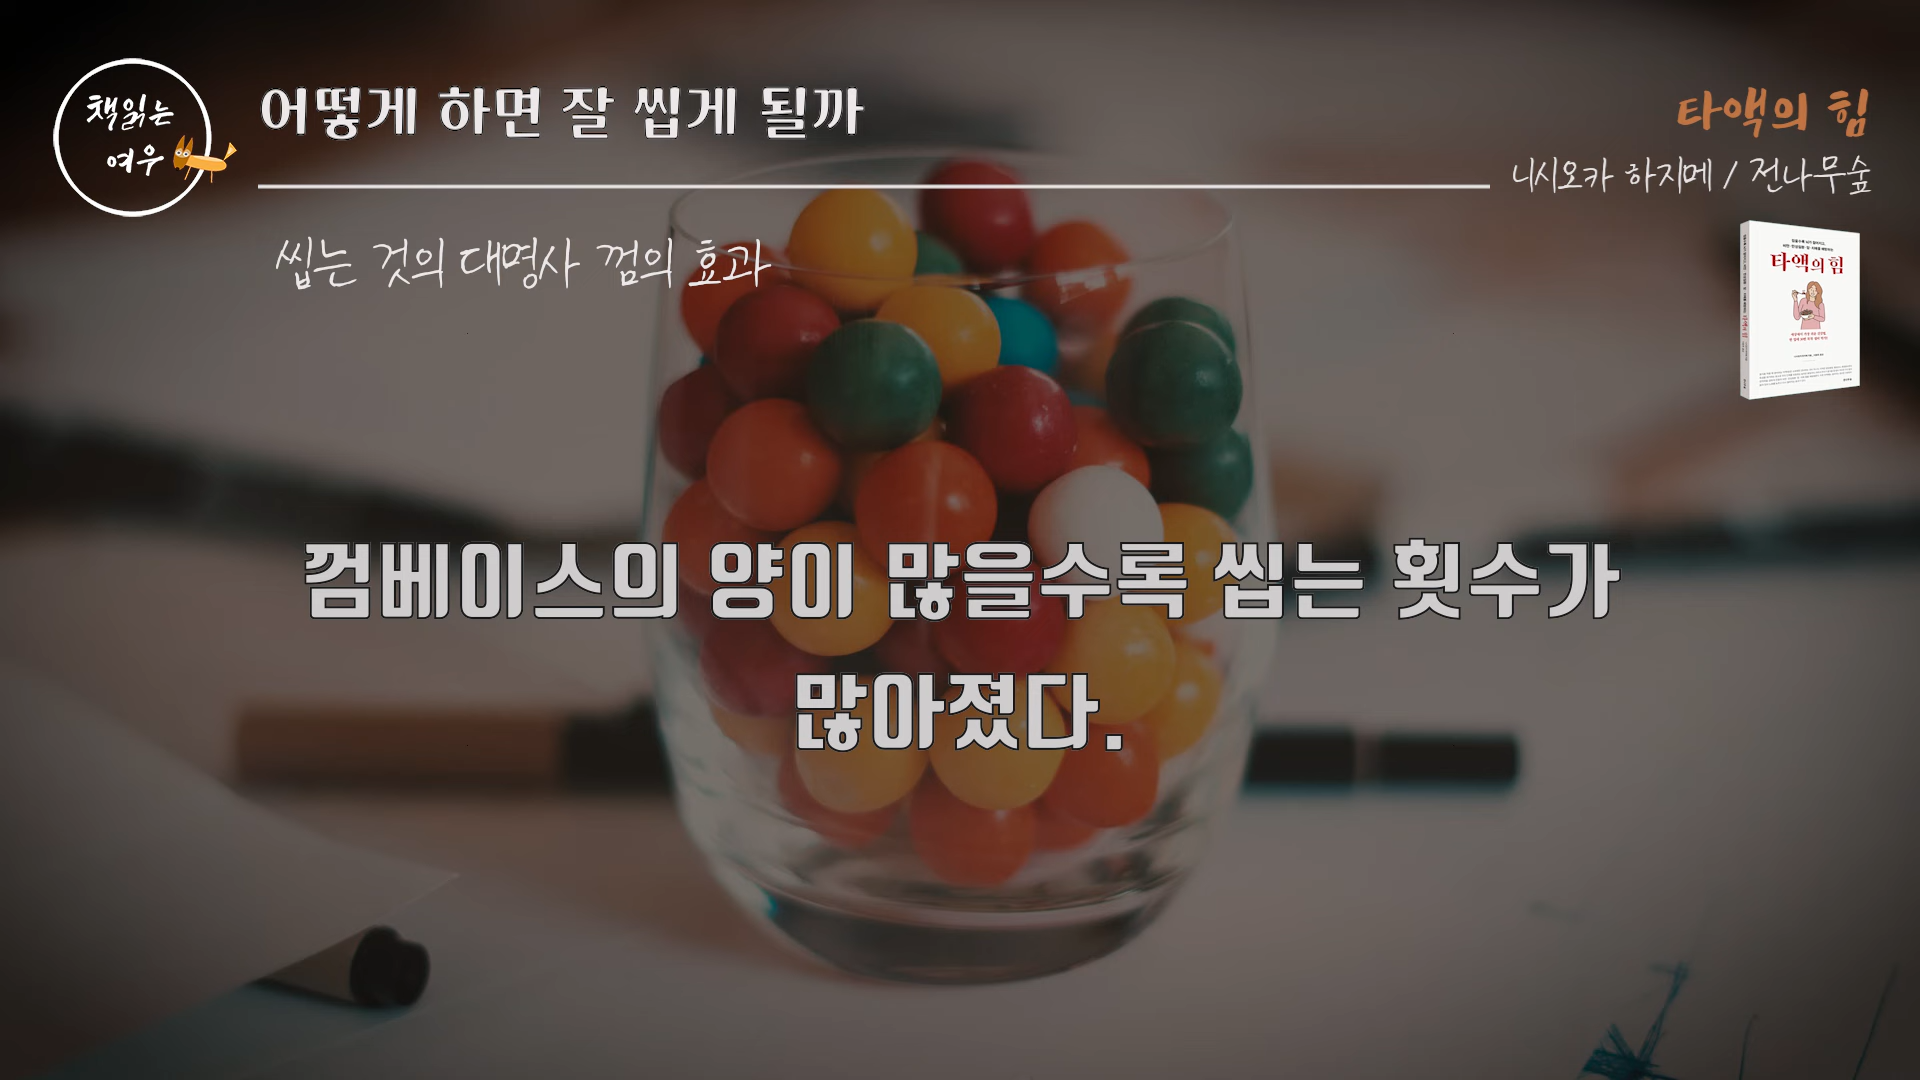 책읽는
여우
어떻게 하면 잘 씹게 될까
타액의 힘
니시오카 하지메 / 전나무숲
씹는 것의 대명사 껌의 효과
타액의 힘
껌베이스의 양이 많을수록 씹는 횟수가
많아졌다.